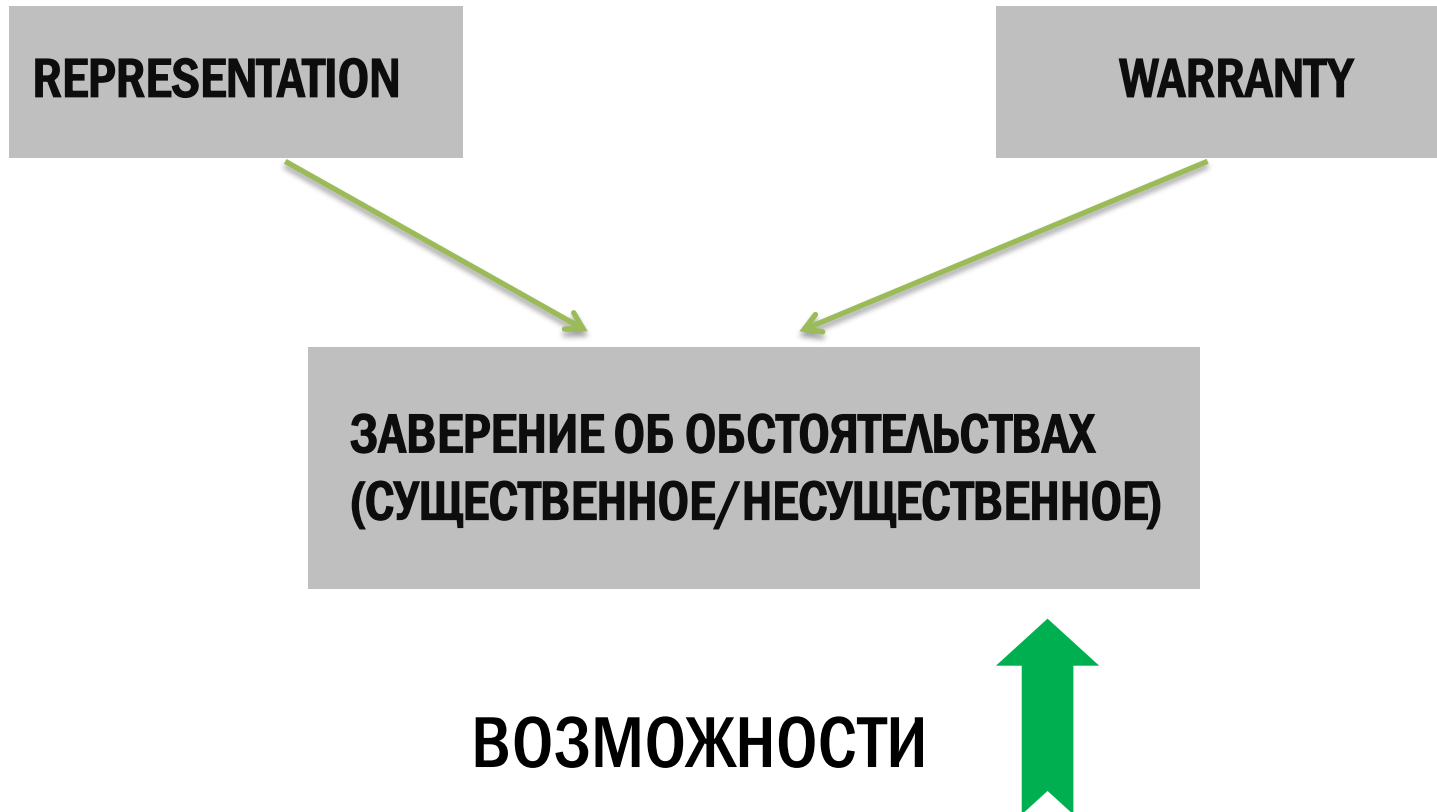 REPRESENTATION
WARRANTY
ЗАВЕРЕНИЕ ОБ ОБСТОЯТЕЛЬСТВАХ
(СУЩЕСТВЕННОЕ/НЕСУЩЕСТВЕННОЕ)
ВОЗМОЖНОСТИ